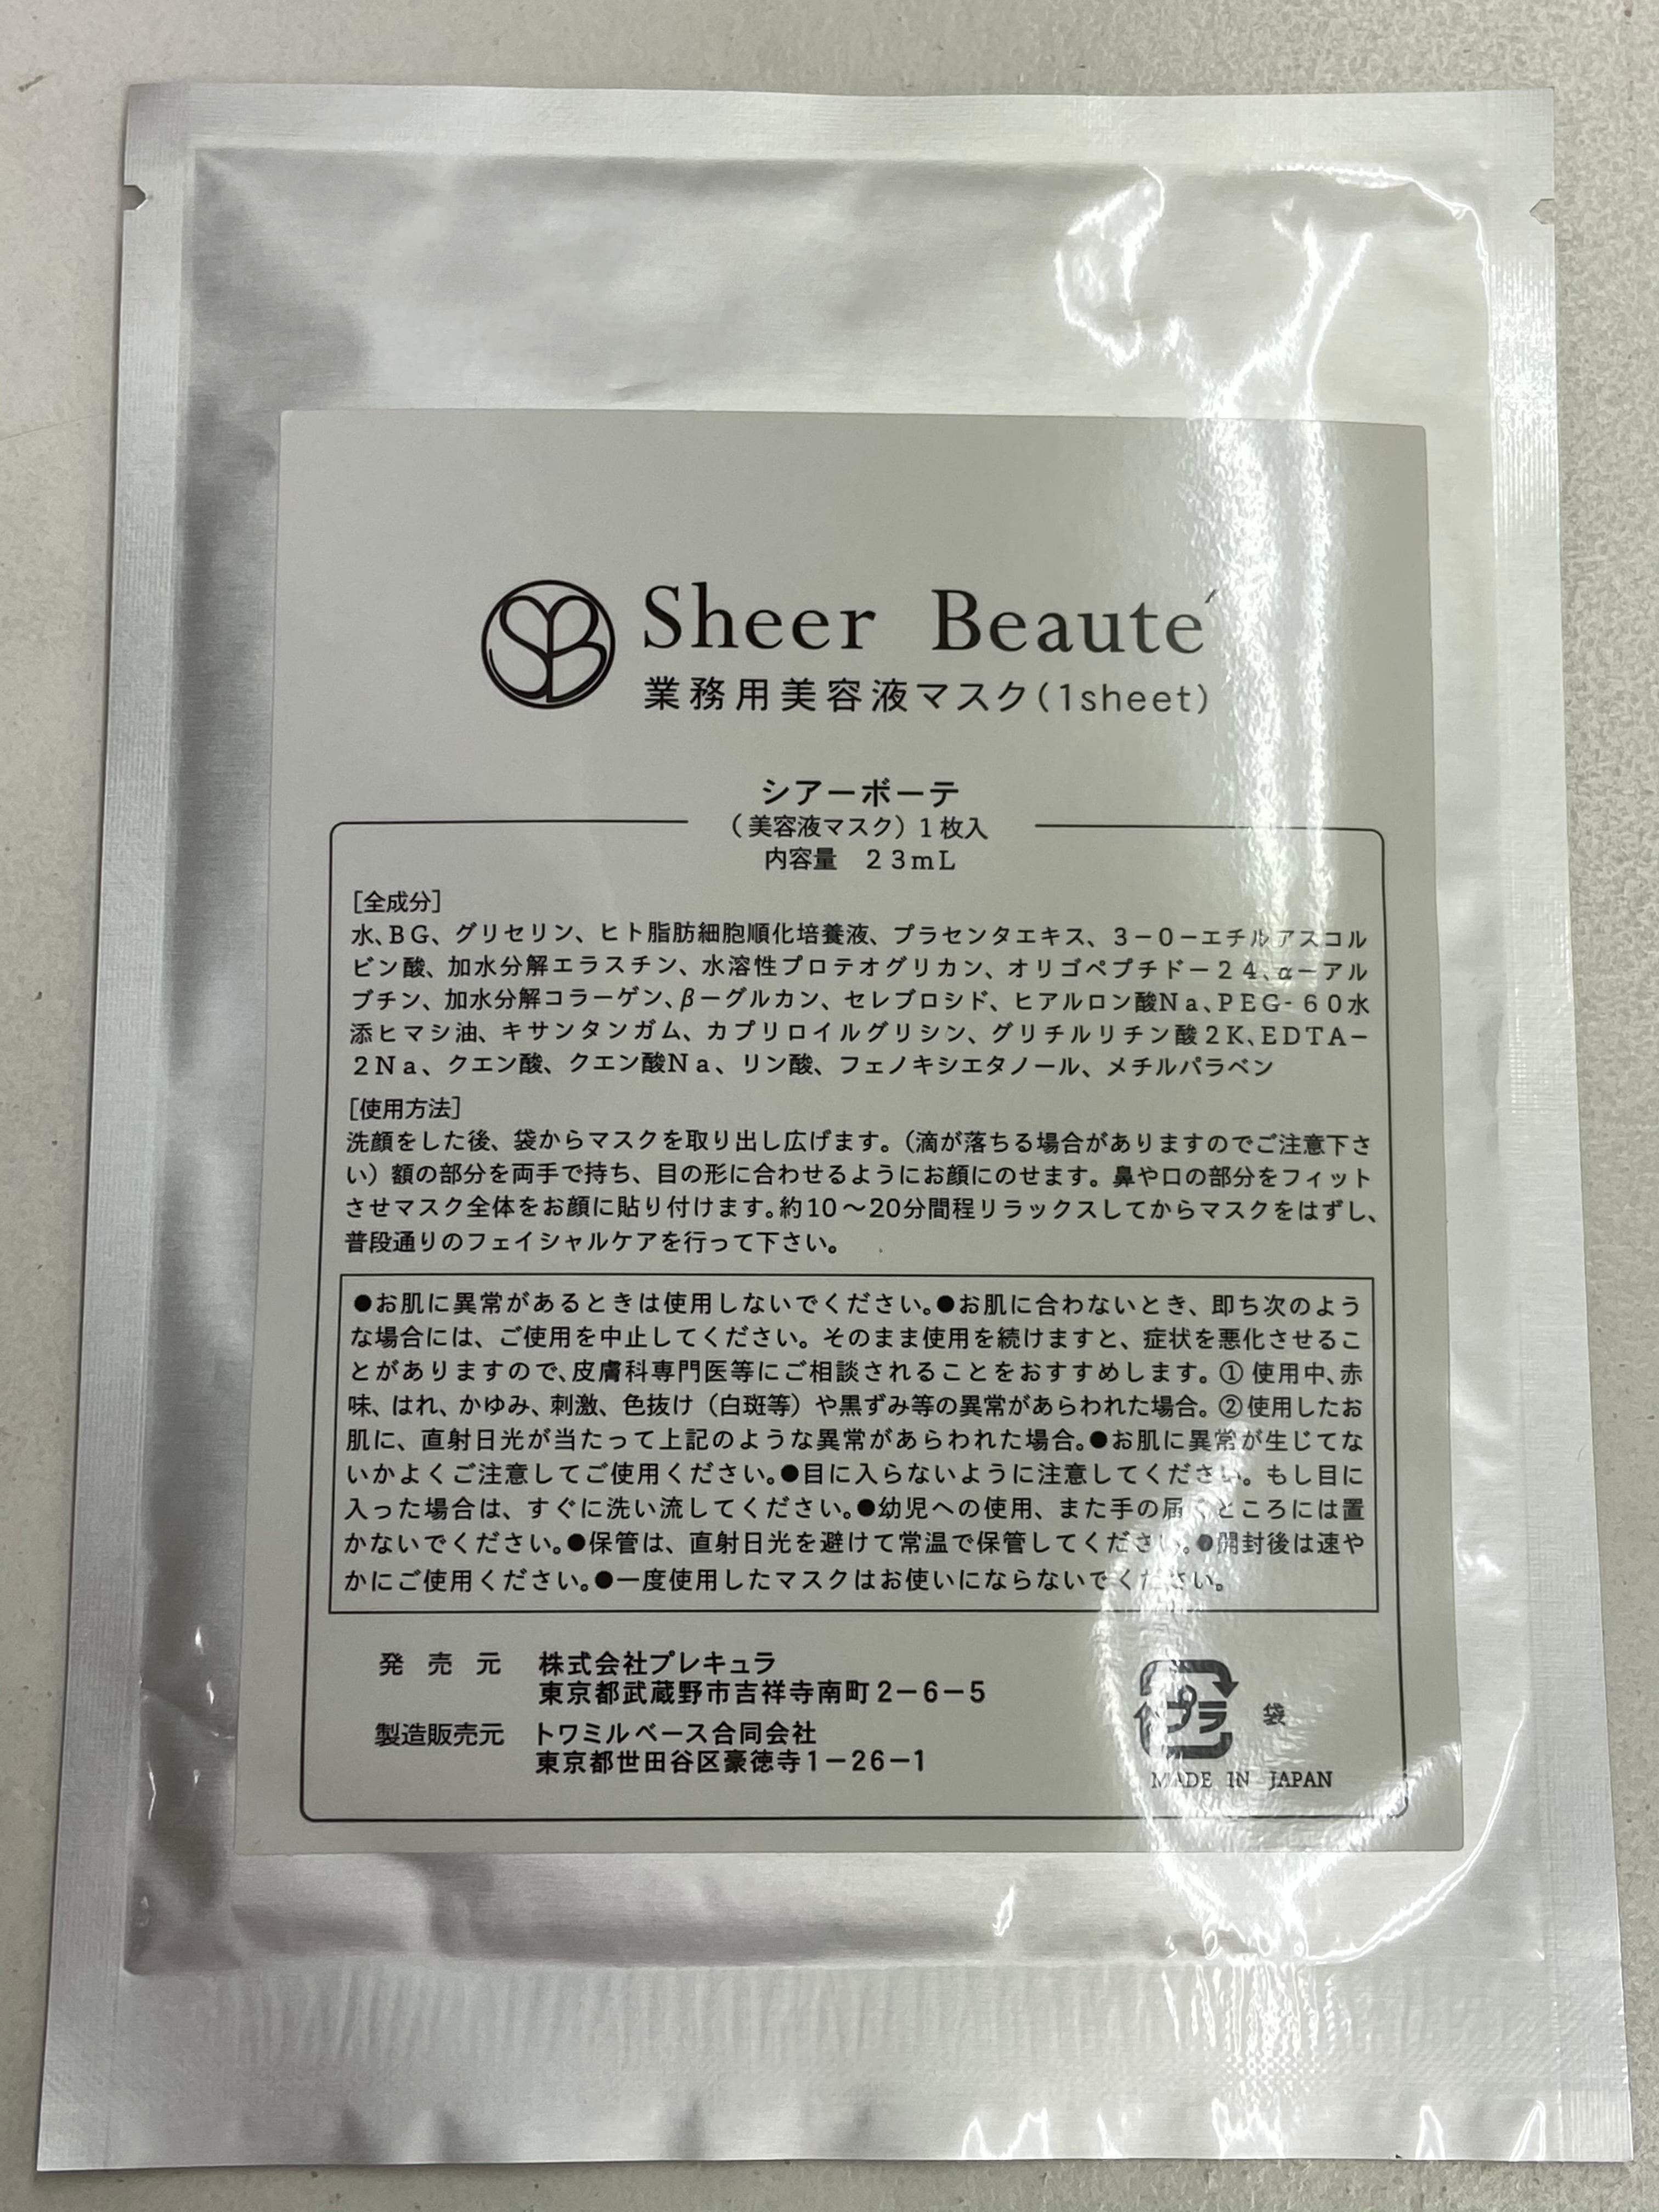 Sheer Beauté
業務用美容液マスク(1sheet)
シアーボーテ
(美容液マスク) 1枚入
内容量 23mL
[全成分]
水、BG、グリセリン、ヒト脂肪細胞順化培養液、プラセンタエキス、3-O-エチルアスコル
ビン酸、加水分解エラスチン、水溶性プロテオグリカン、オリゴペプチドー24、α-アル
ブチン、加水分解コラーゲン、β-グルカン、セレブロシド、ヒアルロン酸Na、PEG-60水
添ヒマシ油、キサンタンガム、カプリロイルグリシン、グリチルリチン酸2K、EDTA-
2Na、クエン酸、クエン酸Na、リン酸、フェノキシエタノール、メチルパラベン
[使用方法]
洗顔をした後、袋からマスクを取り出し広げます。(滴が落ちる場合がありますのでご注意下さ
い) 額の部分を両手で持ち、目の形に合わせるようにお顔にのせます。鼻や口の部分をフィット
させマスク全体をお顔に貼り付けます。約10〜20分間程リラックスしてからマスクをはずし、
普段通りのフェイシャルケアを行って下さい。
●お肌に異常があるときは使用しないでください。●お肌に合わないとき、即ち次のよう
な場合には、ご使用を中止してください。そのまま使用を続けますと、症状を悪化させるこ
とがありますので、皮膚科専門医等にご相談されることをおすすめします。① 使用中、赤
味、はれ、かゆみ、刺激、色抜け (白斑等) や黒ずみ等の異常があらわれた場合。②使用したお
肌に、直射日光が当たって上記のような異常があらわれた場合。●お肌に異常が生じてな
いかよくご注意してご使用ください。●目に入らないように注意してください。もし目に
入った場合は、すぐに洗い流してください。●幼児への使用、また手の届くところには置
かないでください。●保管は、直射日光を避けて常温で保管してください。●開封後は速や
かにご使用ください。●一度使用したマスクはお使いにならないでください。
発売元 株式会社プレキュラ
東京都武蔵野市吉祥寺南町2-6-5
製造販売元 トワミルベース合同会社
東京都世田谷区豪徳寺1-26-1
プラ 袋
MADE IN JAPAN